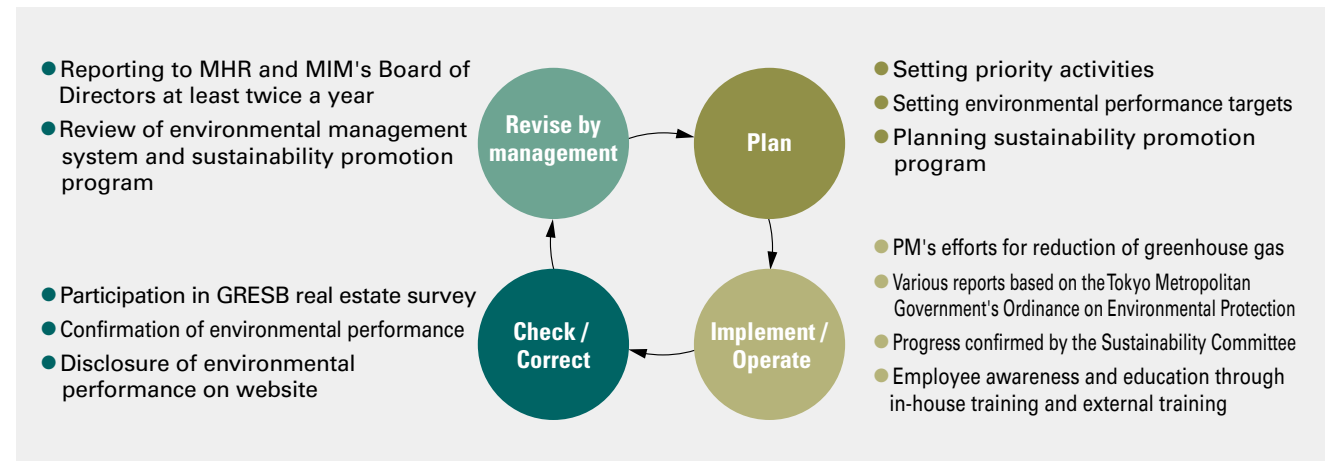 ● Reporting to MHR and MIM's Board of
Directors at least twice a year
● Review of environmental management
system and sustainability promotion
program
Revise by
management
Plan
● Setting priority activities
● Setting environmental performance targets
● Planning sustainability promotion
program
● Participation in GRESB real estate survey
● Confirmation of environmental performance
● Disclosure of environmental
performance on website
Check /
Correct
Implement /
Operate
● PM's efforts for reduction of greenhouse gas
● Various reports based on the Tokyo Metropolitan
Government's Ordinance on Environmental Protection
● Progress confirmed by the Sustainability Committee
● Employee awareness and education through
in-house training and external training